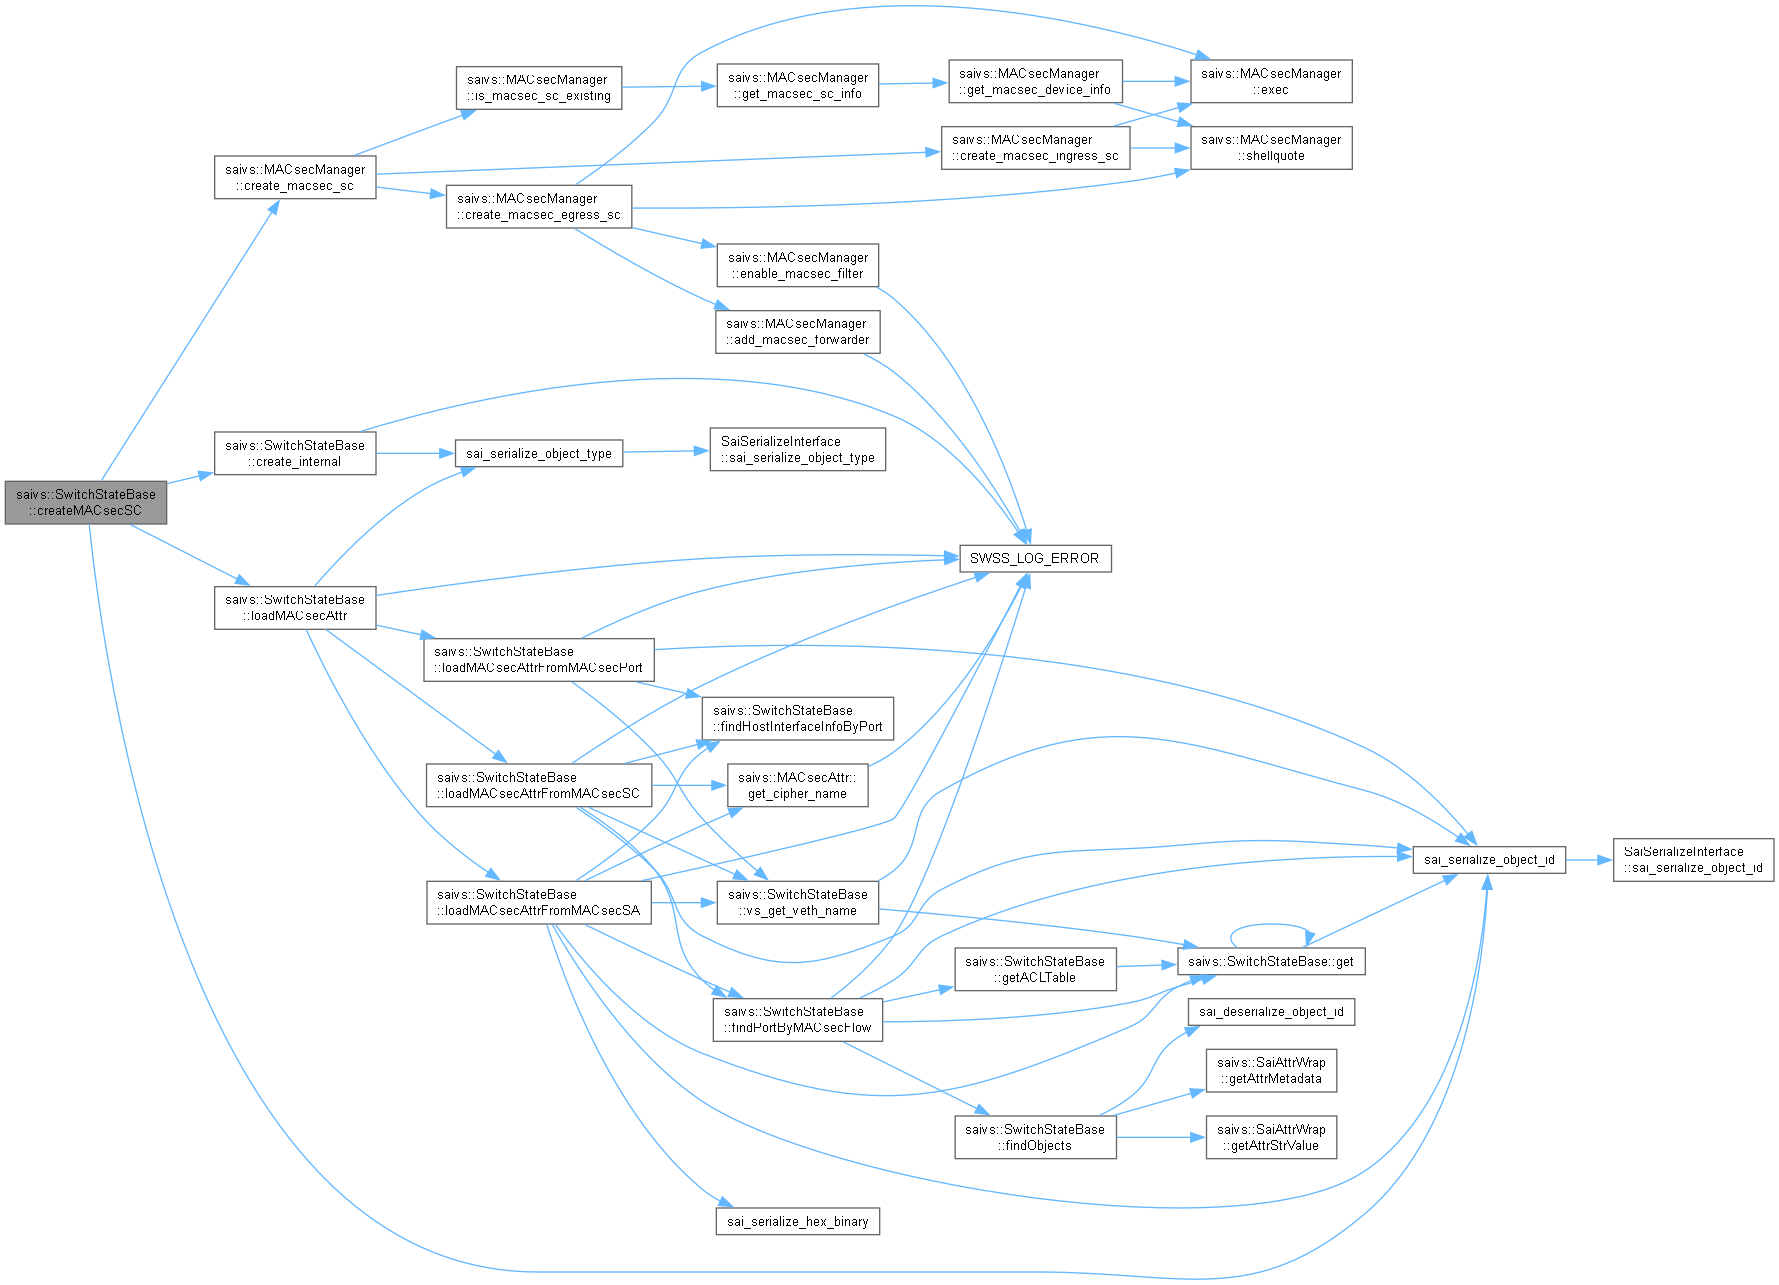 saivs::SwitchStateBase
::createMACsecSC
saivs::MACsecManager
::create_macsec_sc
saivs::MACsecManager
::is_macsec_sc_existing
saivs::MACsecManager
::get_macsec_sc_info
saivs::MACsecManager
::get_macsec_device_info
saivs::MACsecManager
::exec
saivs::MACsecManager
::shellquote
saivs::MACsecManager
::create_macsec_ingress_sc
saivs::MACsecManager
::create_macsec_egress_sc
saivs::MACsecManager
::enable_macsec_filter
saivs::MACsecManager
::add_macsec_forwarder
saivs::SwitchStateBase
::create_internal
sai_serialize_object_type
SaiSerializeInterface
::sai_serialize_object_type
SWSS_LOG_ERROR
saivs::SwitchStateBase
::loadMACsecAttr
saivs::SwitchStateBase
::loadMACsecAttrFromMACsecPort
saivs::SwitchStateBase
::findHostInterfaceInfoByPort
saivs::SwitchStateBase
::loadMACsecAttrFromMACsecSC
saivs::MACsecAttr::
get_cipher_name
saivs::SwitchStateBase
::loadMACsecAttrFromMACsecSA
saivs::SwitchStateBase
::vs_get_veth_name
sai_serialize_object_id
SaiSerializeInterface
::sai_serialize_object_id
saivs::SwitchStateBase::get
saivs::SwitchStateBase
::getACLTable
saivs::SwitchStateBase
::findPortByMACsecFlow
sai_deserialize_object_id
saivs::SaiAttrWrap
::getAttrMetadata
saivs::SwitchStateBase
::findObjects
saivs::SaiAttrWrap
::getAttrStrValue
sai_serialize_hex_binary